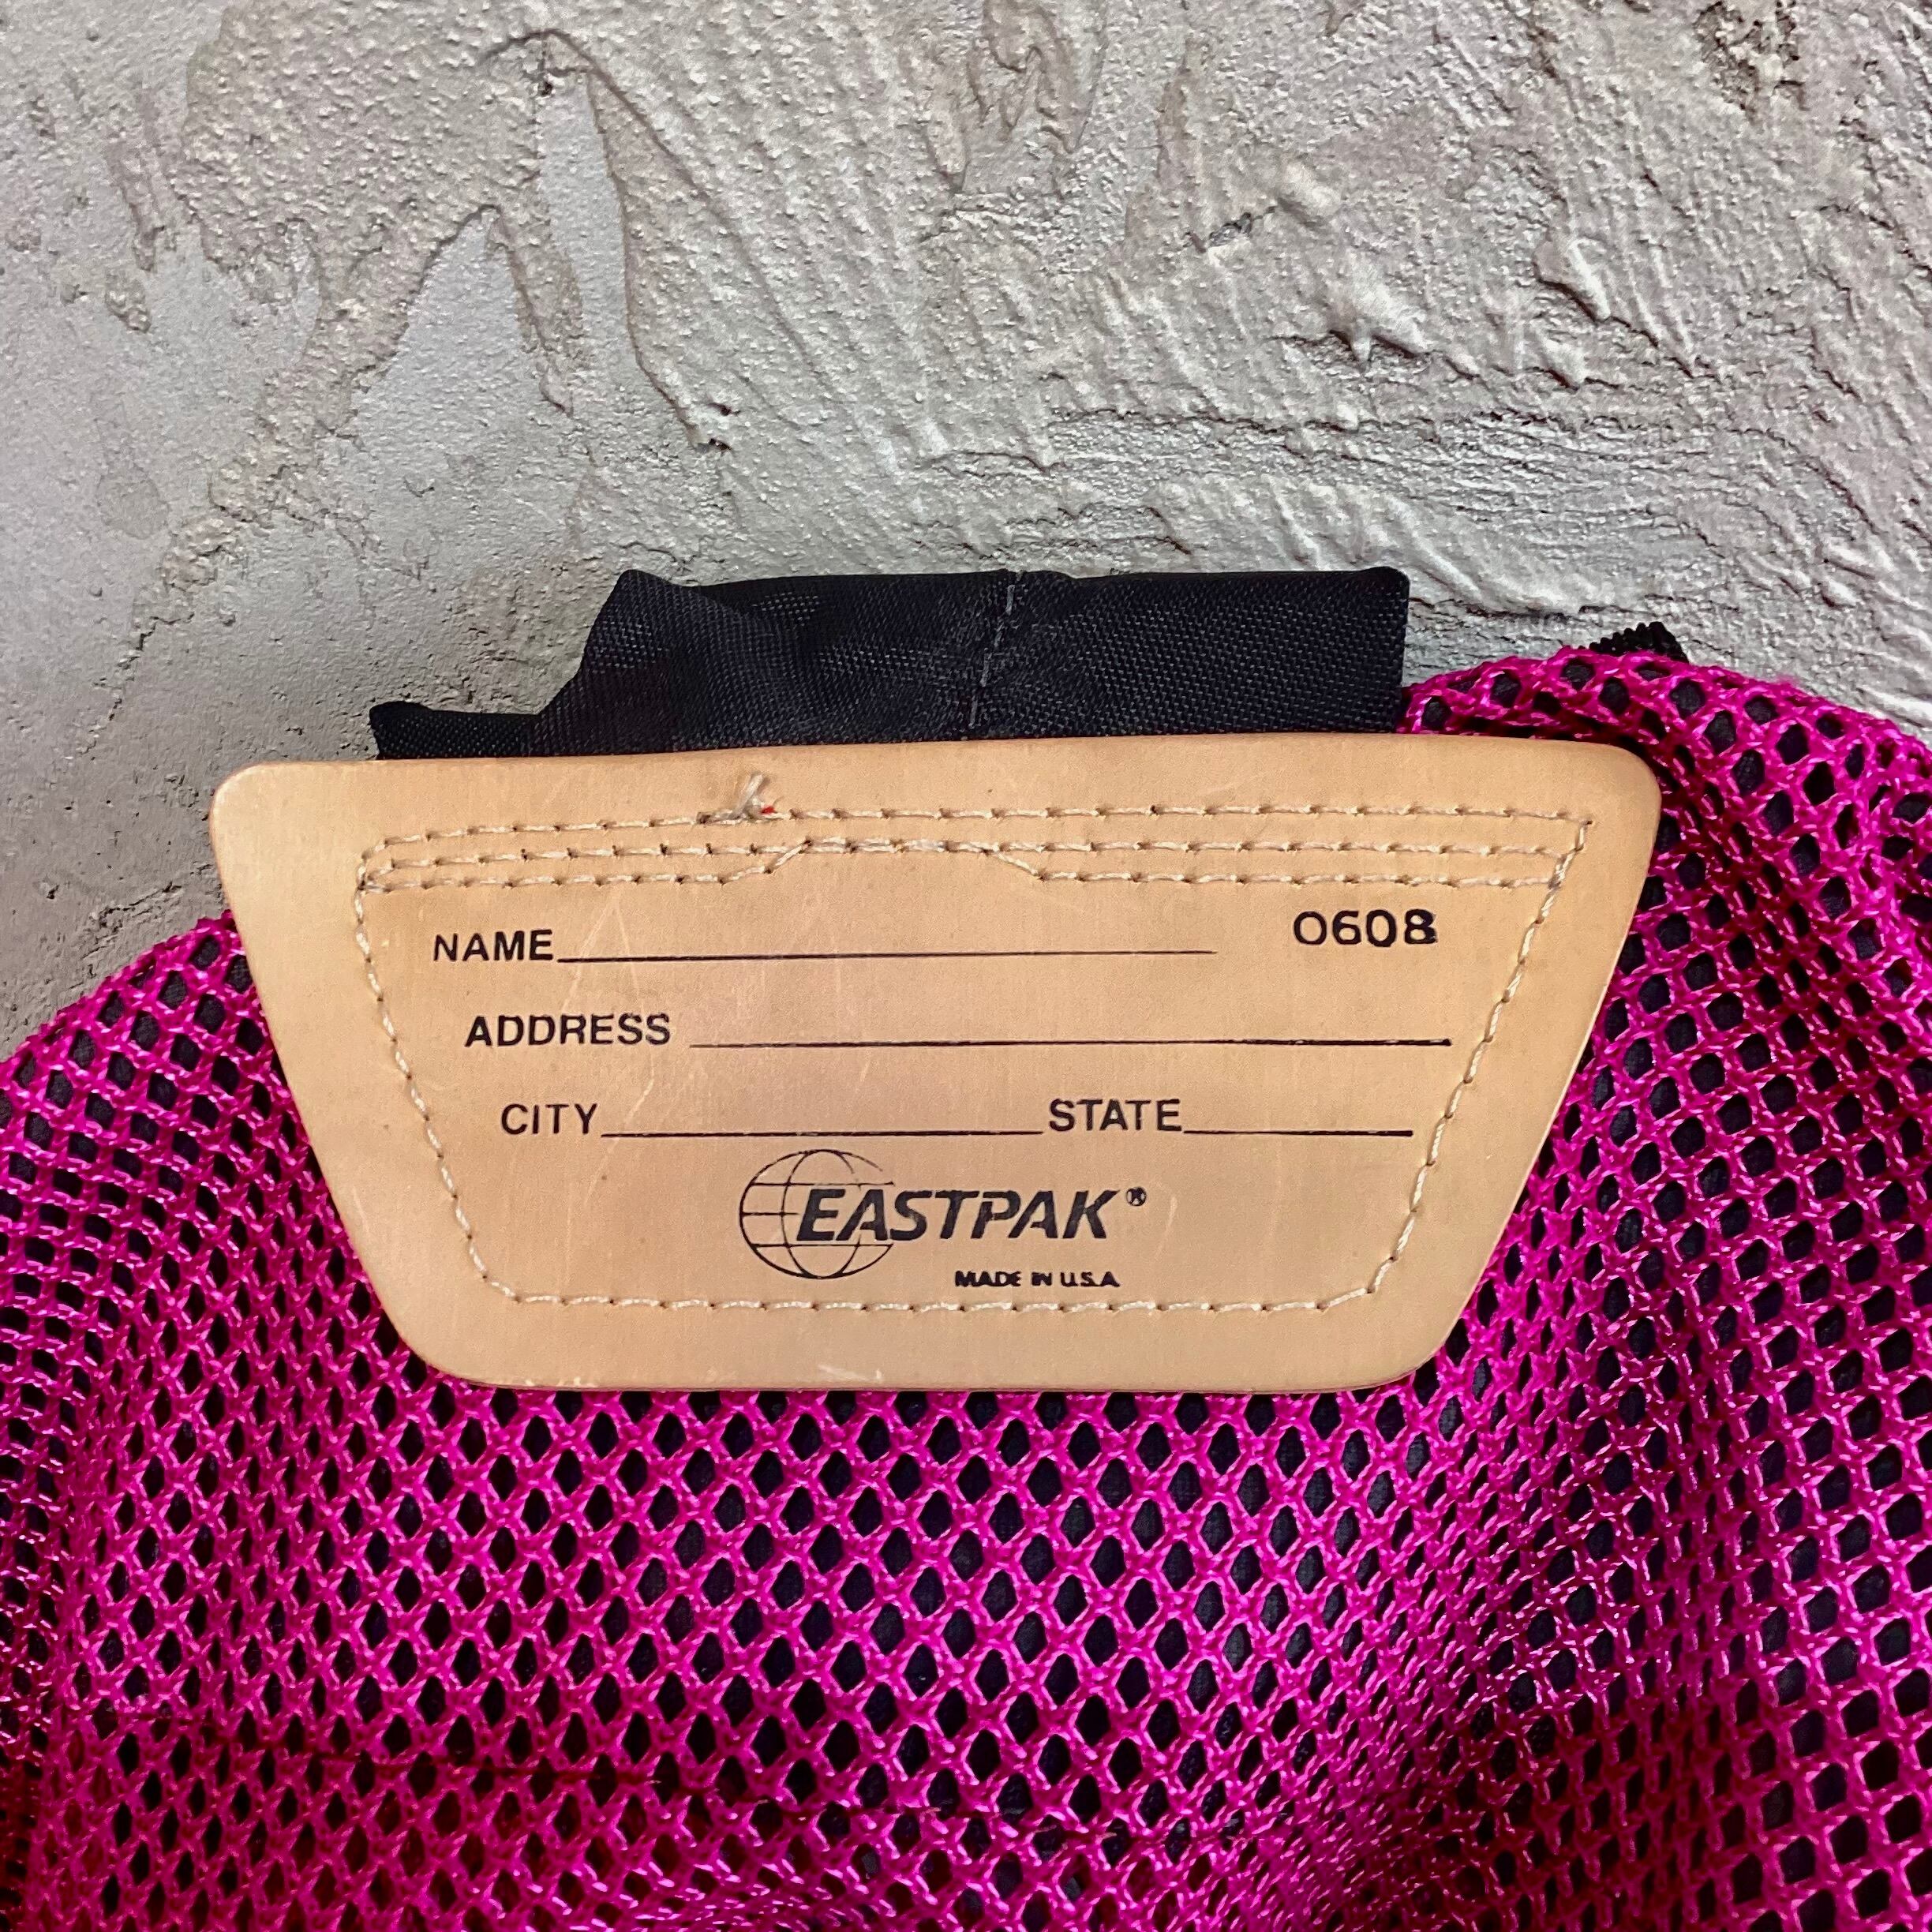 NAME 0608
ADDRESS
CITY STATE
EASTPAK®
MADE IN U.S.A